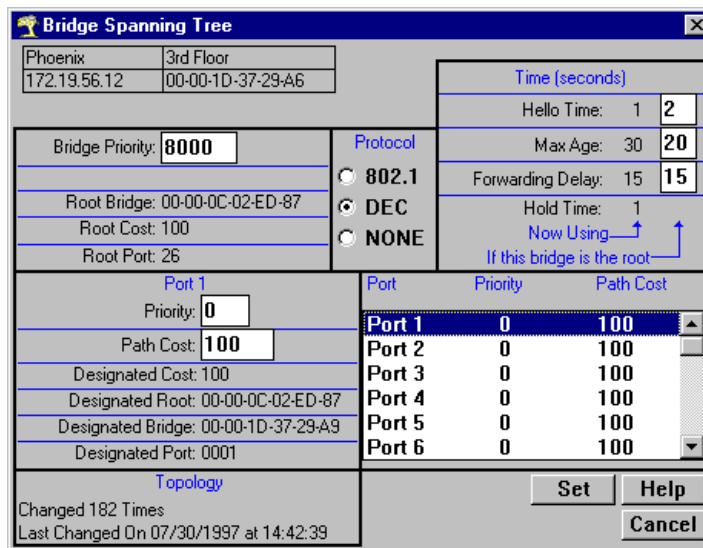 Bridge Spanning Tree
Phoenix 3rd Floor
172.19.56.12 00-00-1D-37-29-A6
Time (seconds)
Hello Time: 1 2
Max Age: 30 20
Forwarding Delay: 15 15
Hold Time: 1
Now Using
If this bridge is the root
Bridge Priority: 8000
Root Bridge: 00-00-0C-02-ED-87
Root Cost: 100
Root Port: 26
Protocol
802.1
DEC
NONE
Port 1
Priority: 0
Path Cost: 100
Designated Cost: 100
Designated Root: 00-00-0C-02-ED-87
Designated Bridge: 00-00-1D-37-29-A9
Designated Port: 0001
Port Priority Path Cost
Port 1 0 100
Port 2 0 100
Port 3 0 100
Port 4 0 100
Port 5 0 100
Port 6 0 100
Topology
Changed 182 Times
Last Changed On 07/30/1997 at 14:42:39
Set Help
Cancel